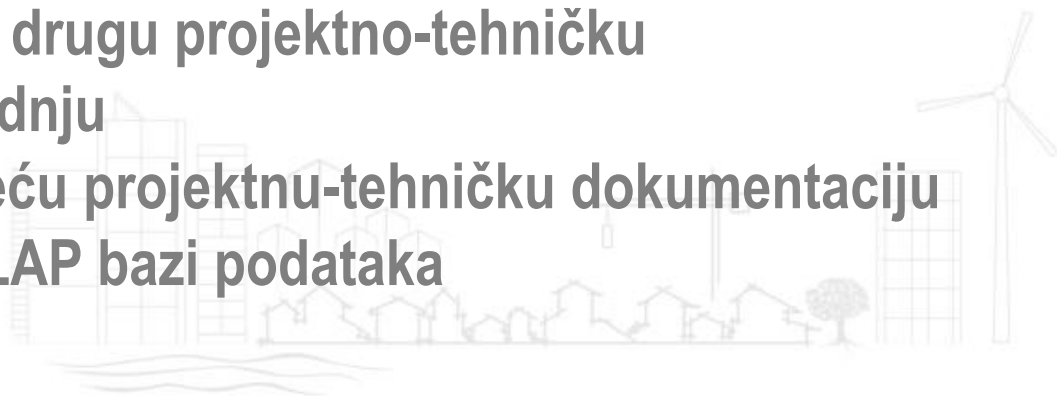 drugu projektno-tehničku
dnju
eću projektnu-tehničku dokumentaciju
LAP bazi podataka